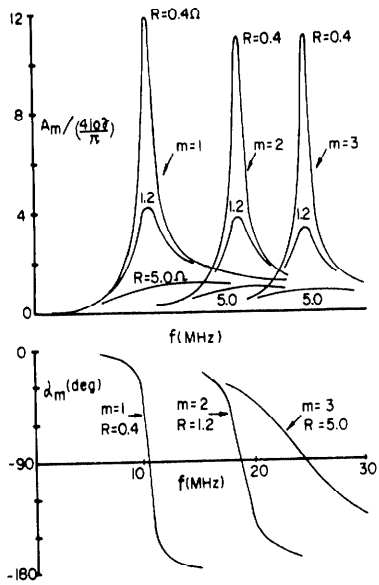 12
R=0.4Ω
R=0.4
R=0.4
Am/(4I0γ/π)
8
m=1
m=2
m=3
4
1.2
1.2
1.2
R=5.0Ω
5.0
5.0
0
f(MHz)
0
αm(deg)
m=1
R=0.4
m=2
R=1.2
m=3
R=5.0
-90
10
20
30
f(MHz)
-180